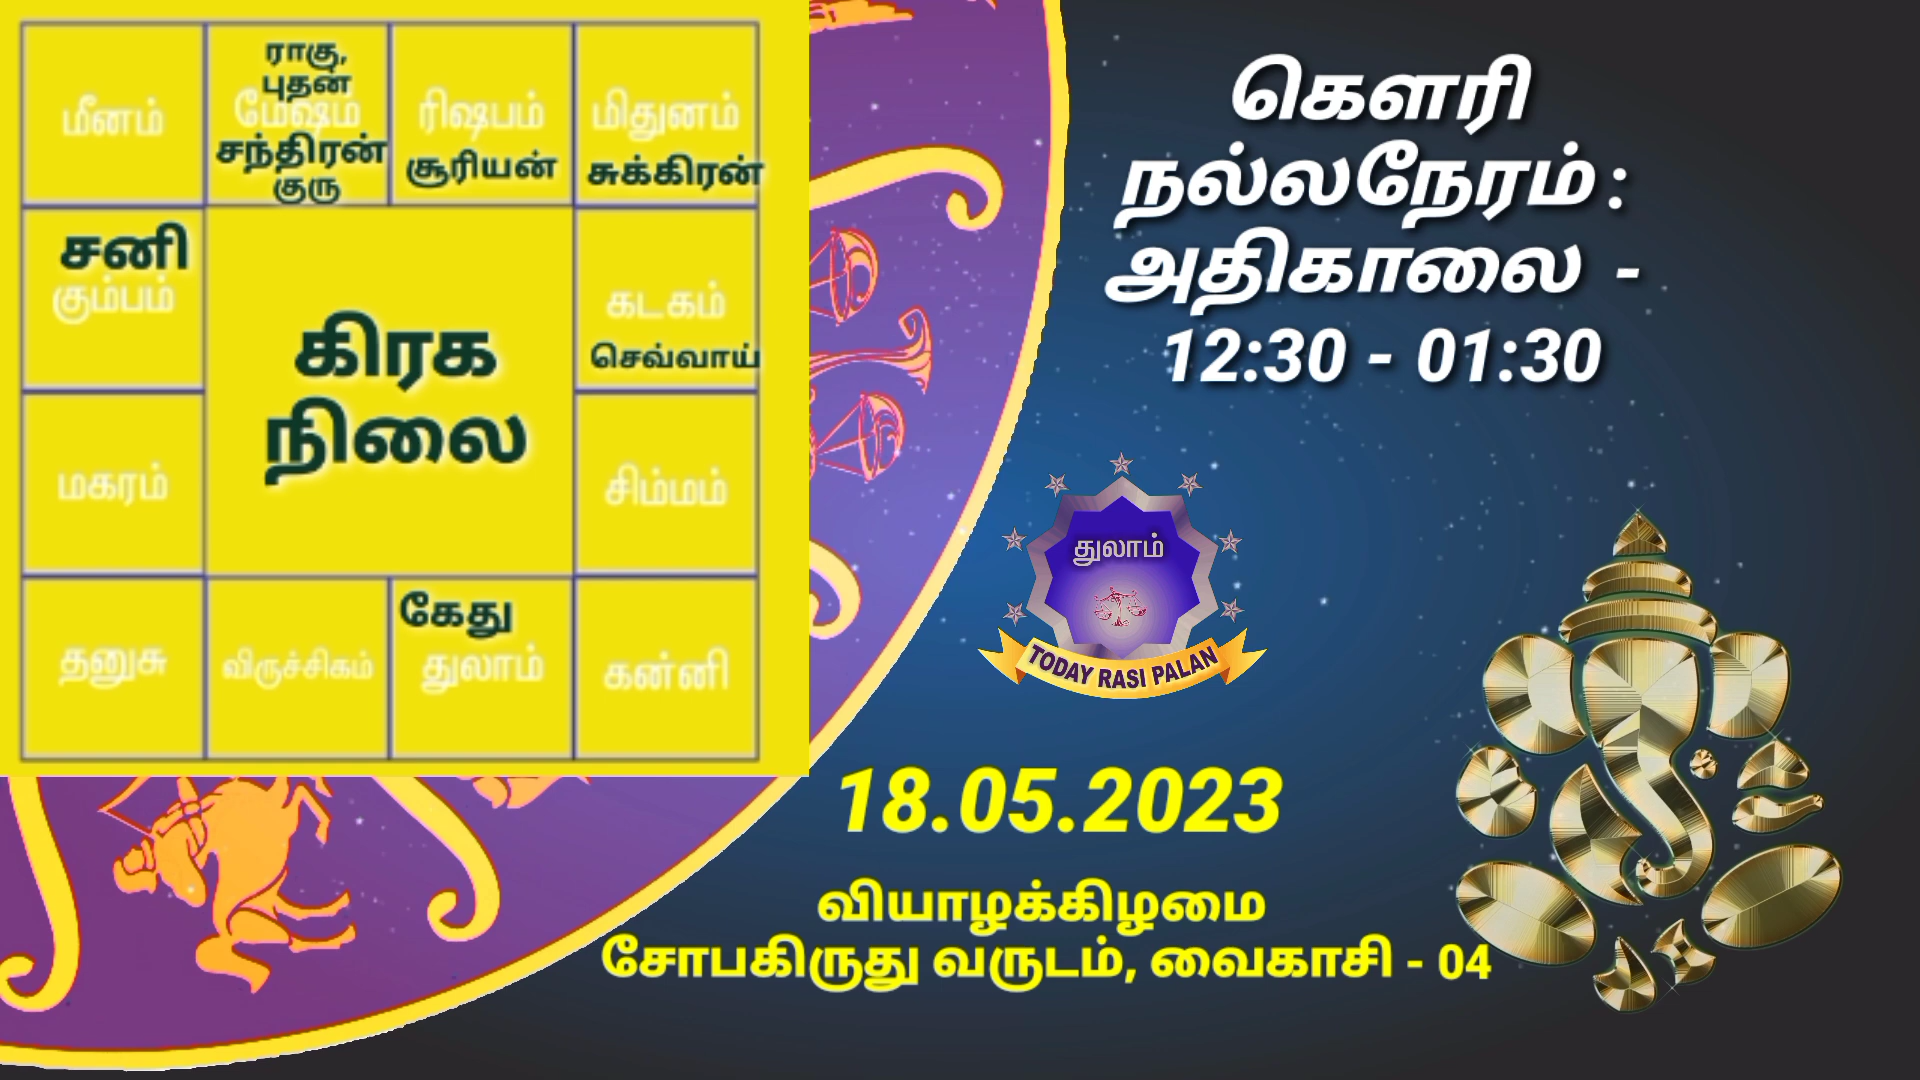 ராகு,
புதன்
மீனம்
மேஷம்
ரிஷபம்
மிதுனம்
சந்திரன்
சூரியன்
சுக்கிரன்
குரு
சனி
கும்பம்
கடகம்
செவ்வாய்
கிரக
நிலை
மகரம்
சிம்மம்
கேது
தனுசு
விருச்சிகம்
துலாம்
கன்னி
கௌரி
நல்லநேரம் :
அதிகாலை -
12:30 - 01:30
துலாம்
TODAY RASI PALAN
18.05.2023
வியாழக்கிழமை
சோபகிருது வருடம், வைகாசி - 04